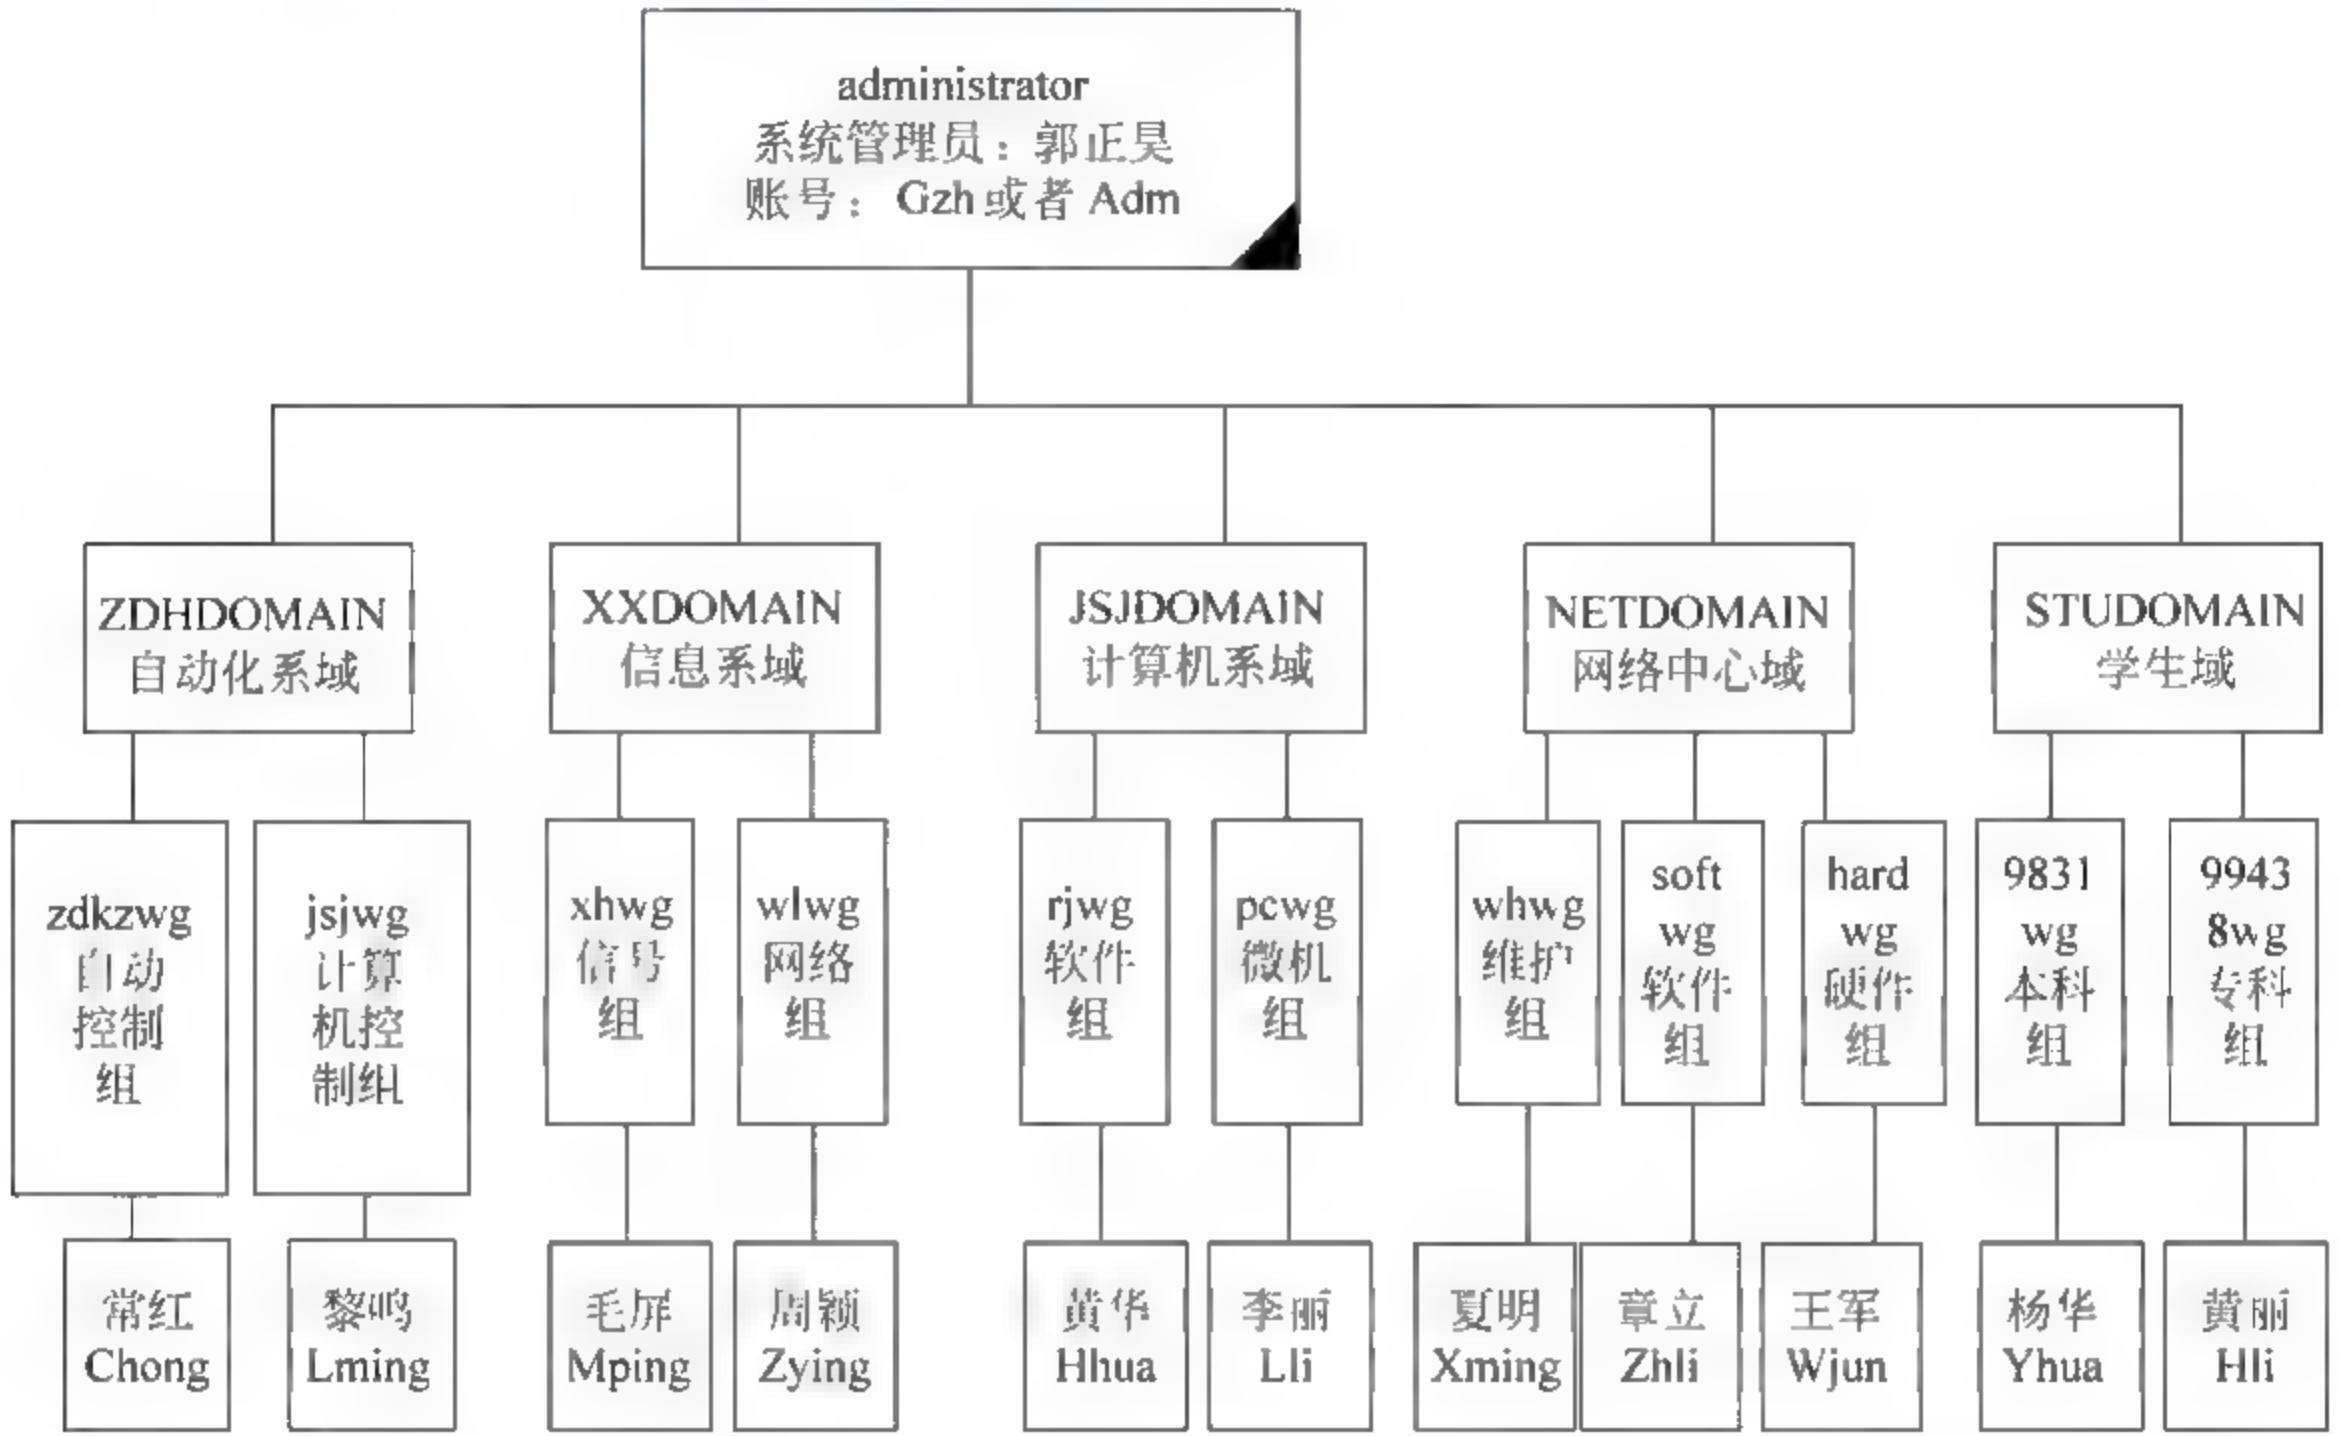 administrator
系统管理员：郭正昊
账号： Gzh 或者 Adm
ZDHDOMAIN
自动化系域
XXDOMAIN
信息系域
JSJDOMAIN
计算机系域
NETDOMAIN
网络中心域
STUDOMAIN
学生域
zdkzwg
自动
控制
组
jsjwg
计算
机控
制组
xhwg
信号
组
wlwg
网络
组
rjwg
软件
组
pcwg
微机
组
whwg
维护
组
soft
wg
软件
组
hard
wg
硬件
组
9831
wg
本科
组
9943
8wg
专科
组
常红
Chong
黎鸣
Lming
毛屏
Mping
周颖
Zying
黄华
Hhua
李丽
Lli
夏明
Xming
章立
Zhli
王军
Wjun
杨华
Yhua
黄丽
Hli